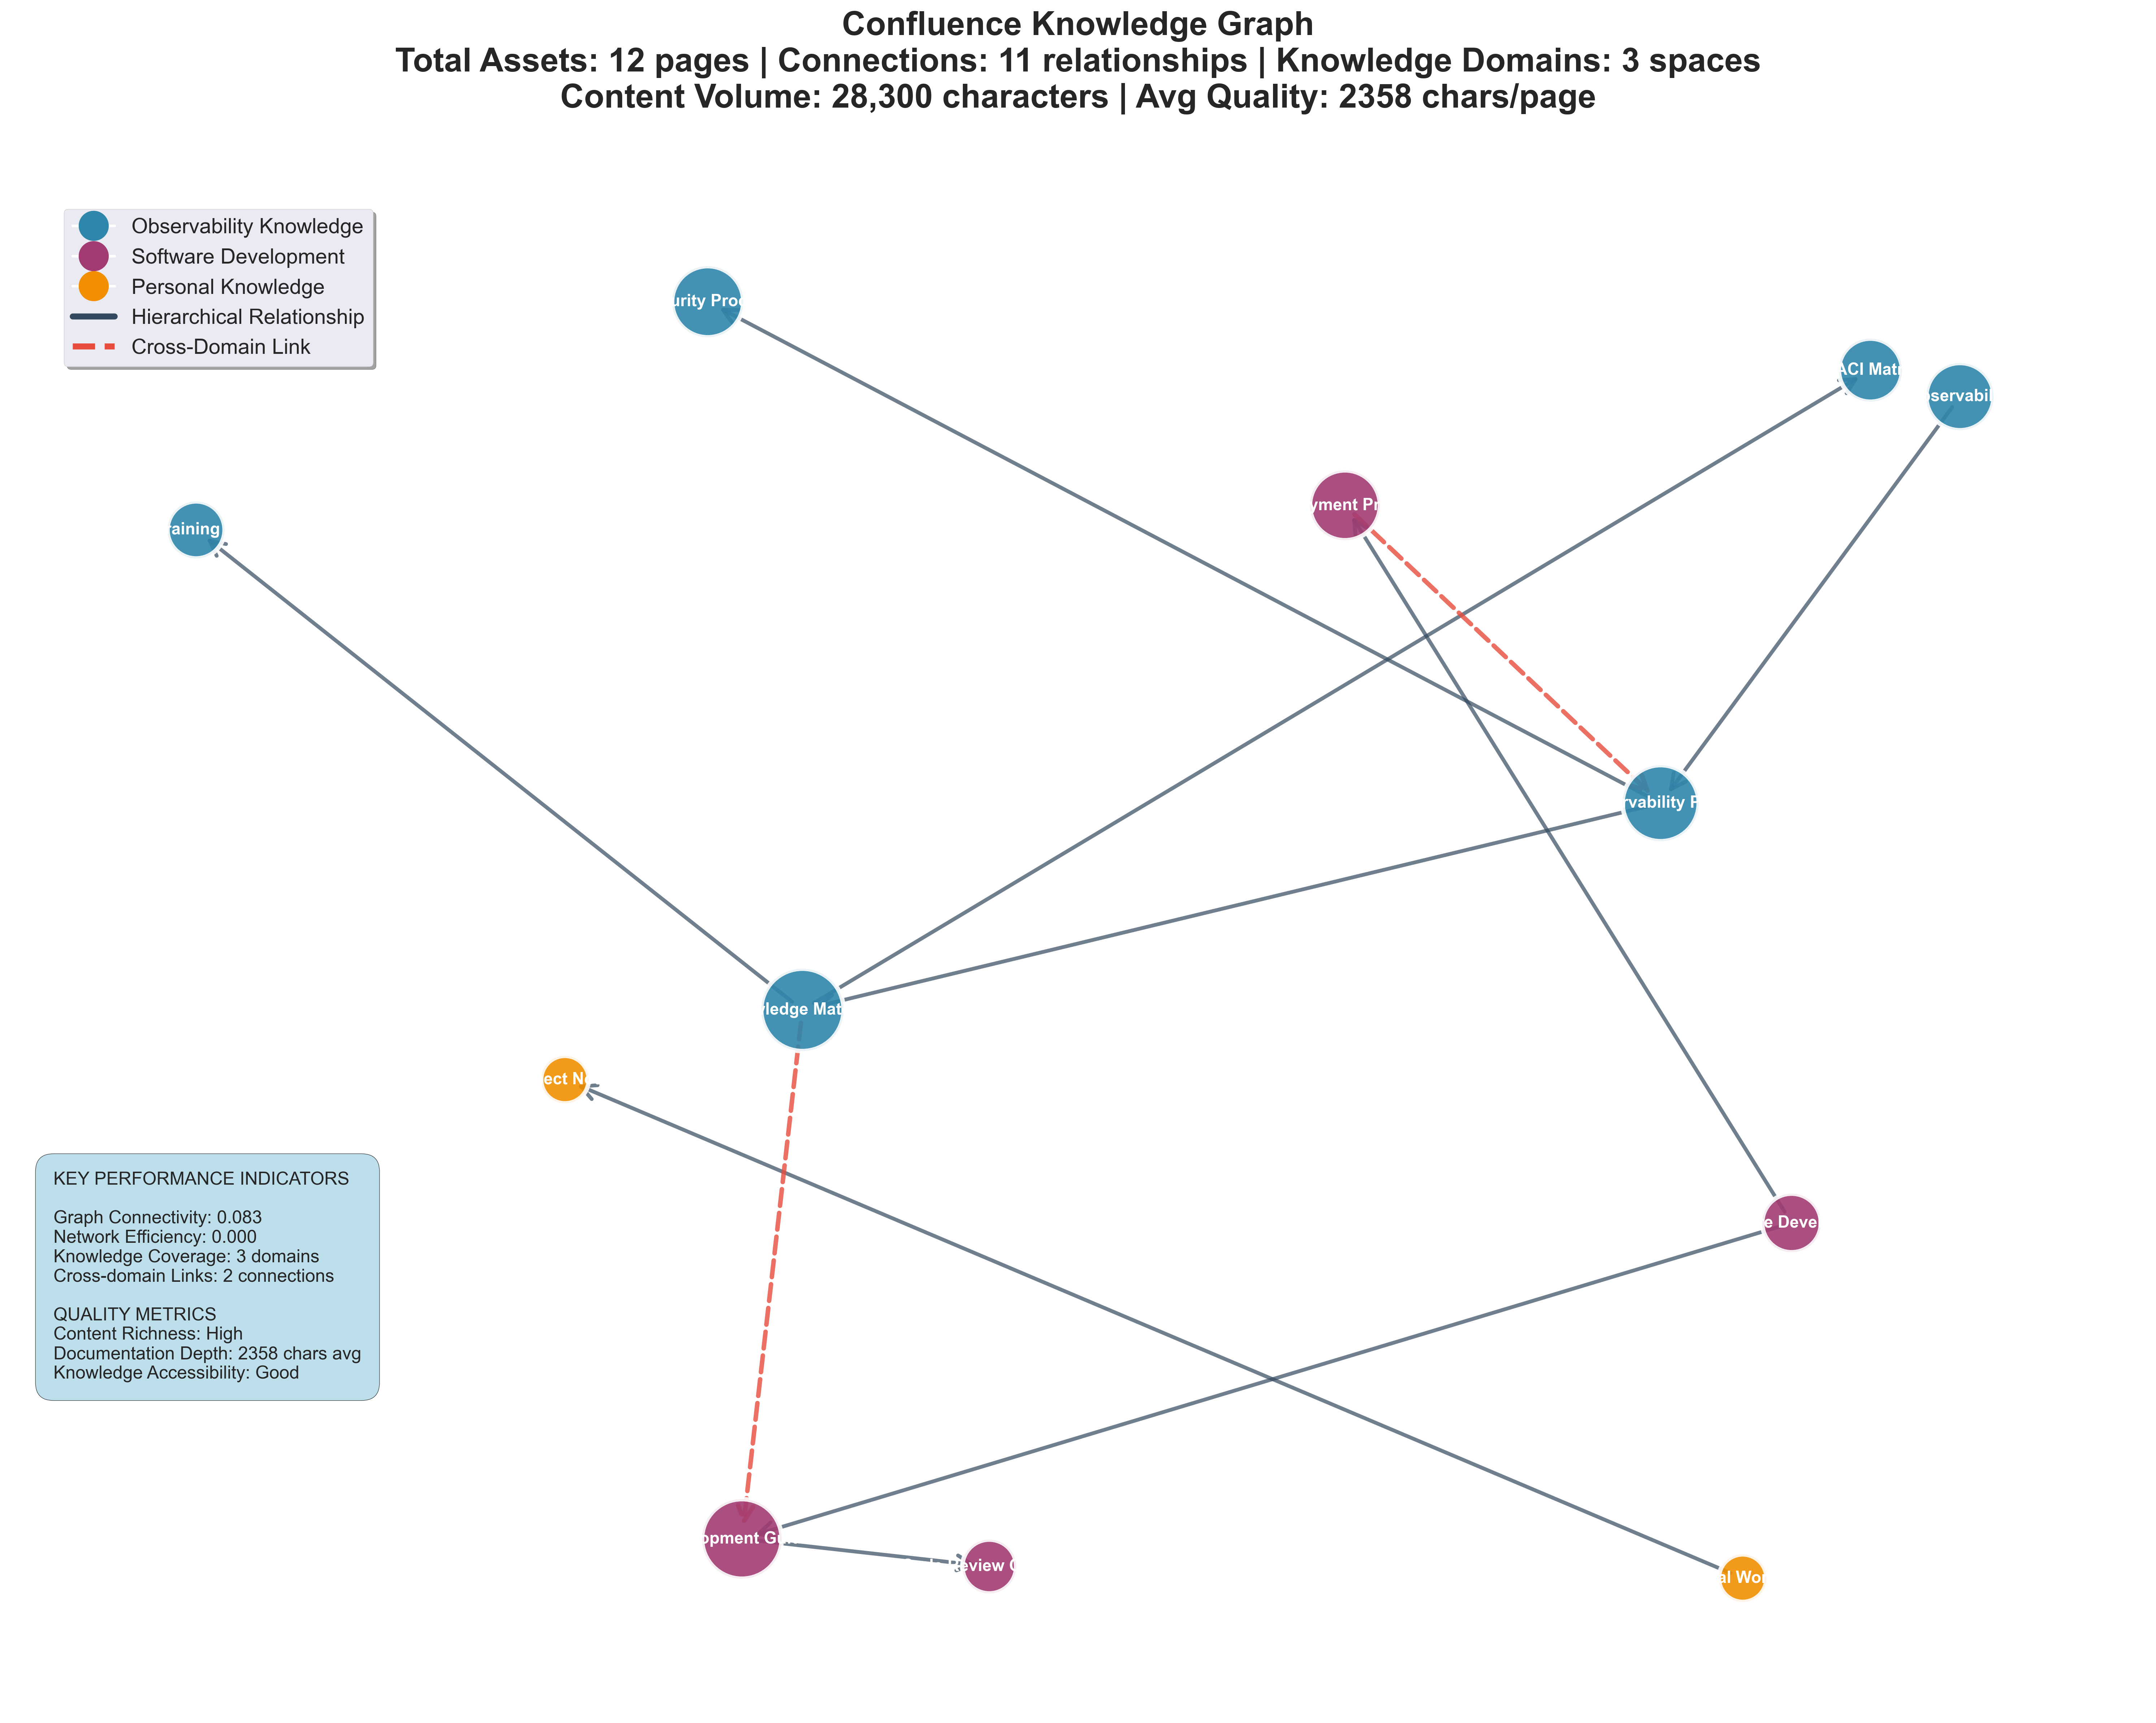 Confluence Knowledge Graph
Total Assets: 12 pages | Connections: 11 relationships | Knowledge Domains: 3 spaces
Content Volume: 28,300 characters | Avg Quality: 2358 chars/page
Observability Knowledge
Software Development
Personal Knowledge
Hierarchical Relationship
Cross-Domain Link
urity Proc
ACI Matr
oservabil
yment Pr
raining
rvability P
ledge Mat
ect N
KEY PERFORMANCE INDICATORS
Graph Connectivity: 0.083
Network Efficiency: 0.000
Knowledge Coverage: 3 domains
Cross-domain Links: 2 connections
QUALITY METRICS
Content Richness: High
Documentation Depth: 2358 chars avg
Knowledge Accessibility: Good
e Deve
opment Gu
Review
al Wor